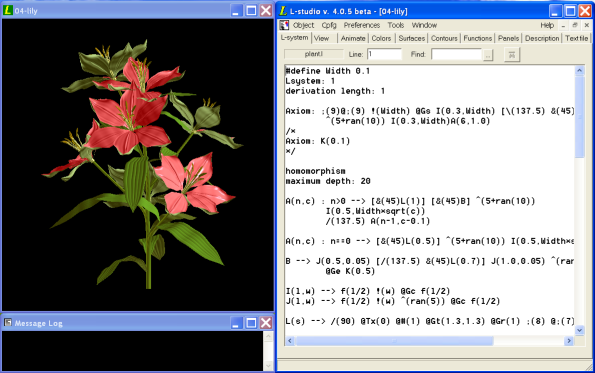 04-lily
L-studio v. 4.0.5 beta - [04-lily]
Object Cpfg Preferences Tools Window Help
L-system View Animate Colors Surfaces Contour Functions Panels Description Text file
plant.l Line: 1 Find:
#define Width 0.1
Lsystem: 1
derivation length: 1
Axiom: ;(9)@;(9) !(Width) @Gs I(0.3,Width) [\(137.5) &(45)
^(5+ran(10)) I(0.3,Width)A(6,1.0)
/*
Axiom: K(0.1)
*/
homomorphism
maximum depth: 20
A(n,c) : n>0 --> [&(45)L(1)] [&(45)B] ^(5+ran(10))
I(0.5,Width*sqrt(c))
/(137.5) A(n-1,c-0.1)
A(n,c) : n==0 --> [&(45)L(0.5)] ^(5+ran(10)) I(0.5,Width*s
B --> J(0.5,0.05) [/(137.5) &(45)L(0.7)] J(1.0,0.05) ^(ran
@Ge K(0.5)
I(l,w) --> f(l/2) !(w) @Gc f(l/2)
J(l,w) --> f(l/2) !(w) ^(ran(5)) @Gc f(l/2)
L(s) --> /(90) @Tx(0) @#(1) @Gt(1.3,1.3) @Gr(1) ;(8) @;(7)
Message Log